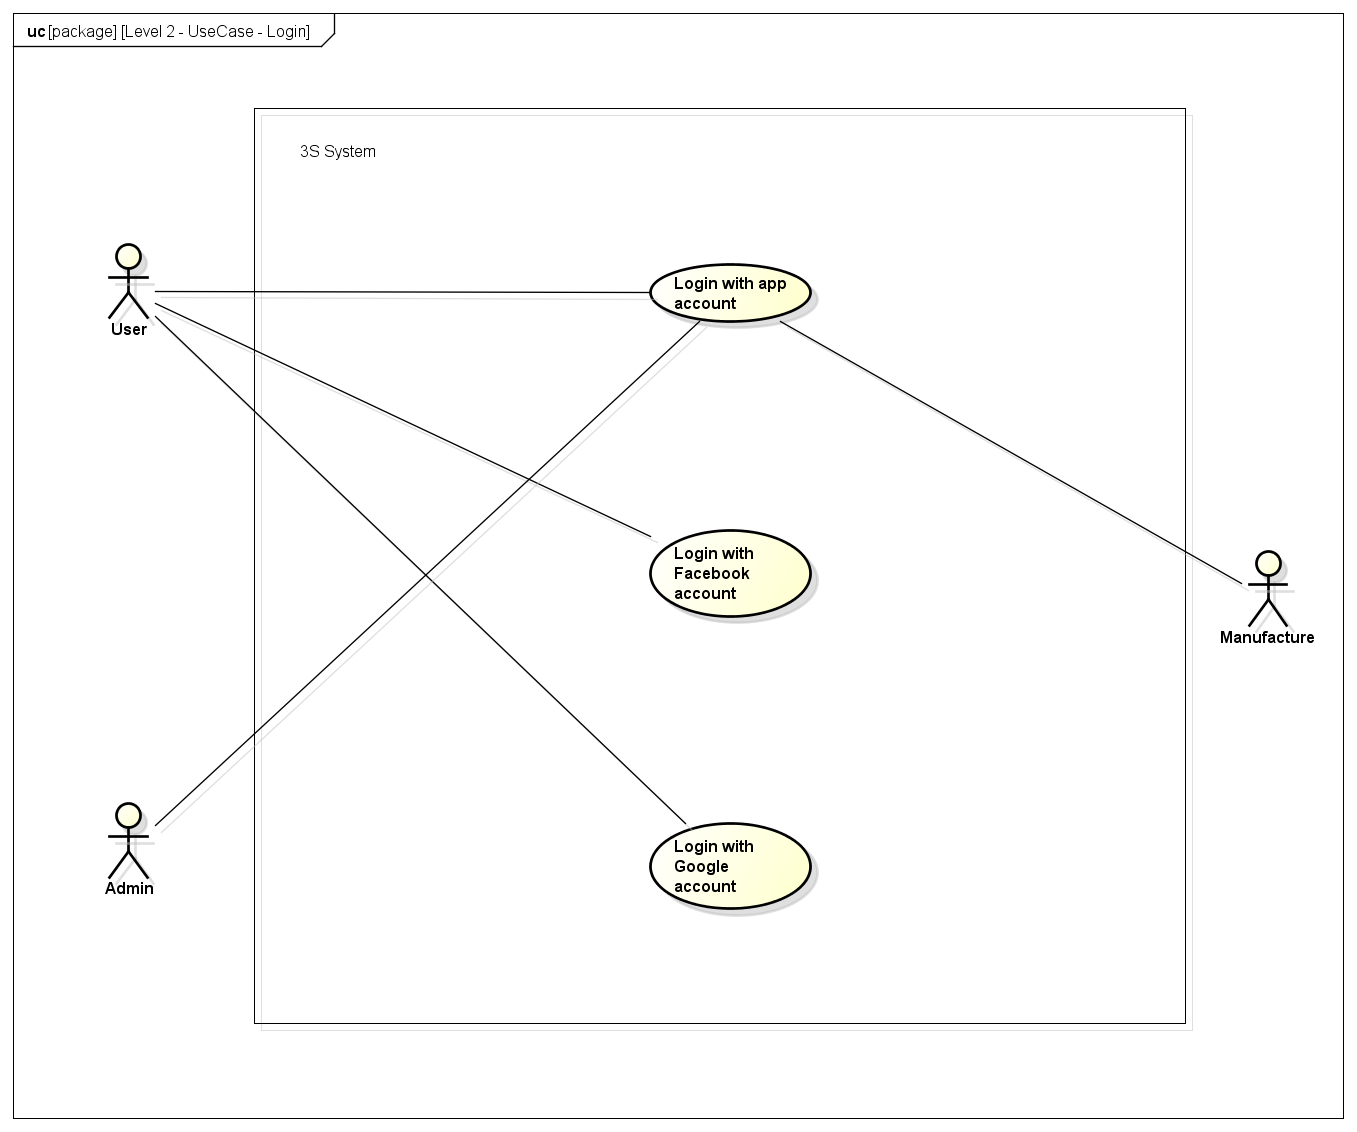 uc [package] [Level 2 - UseCase - Login]
3S System
User
Login with app
account
Login with
Facebook
account
Manufacture
Admin
Login with
Google
account